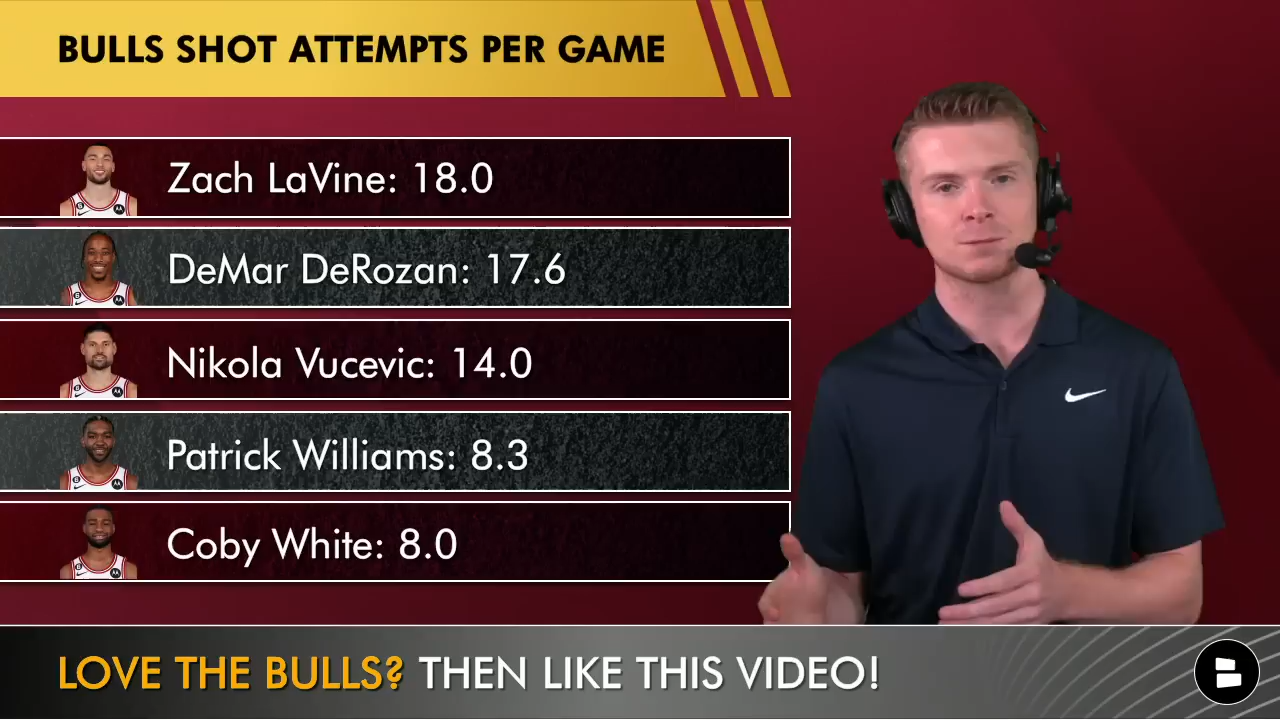 BULLS SHOT ATTEMPTS PER GAME
Zach LaVine: 18.0
DeMar DeRozan: 17.6
Nikola Vucevic: 14.0
Patrick Williams: 8.3
Coby White: 8.0
LOVE THE BULLS? THEN LIKE THIS VIDEO!